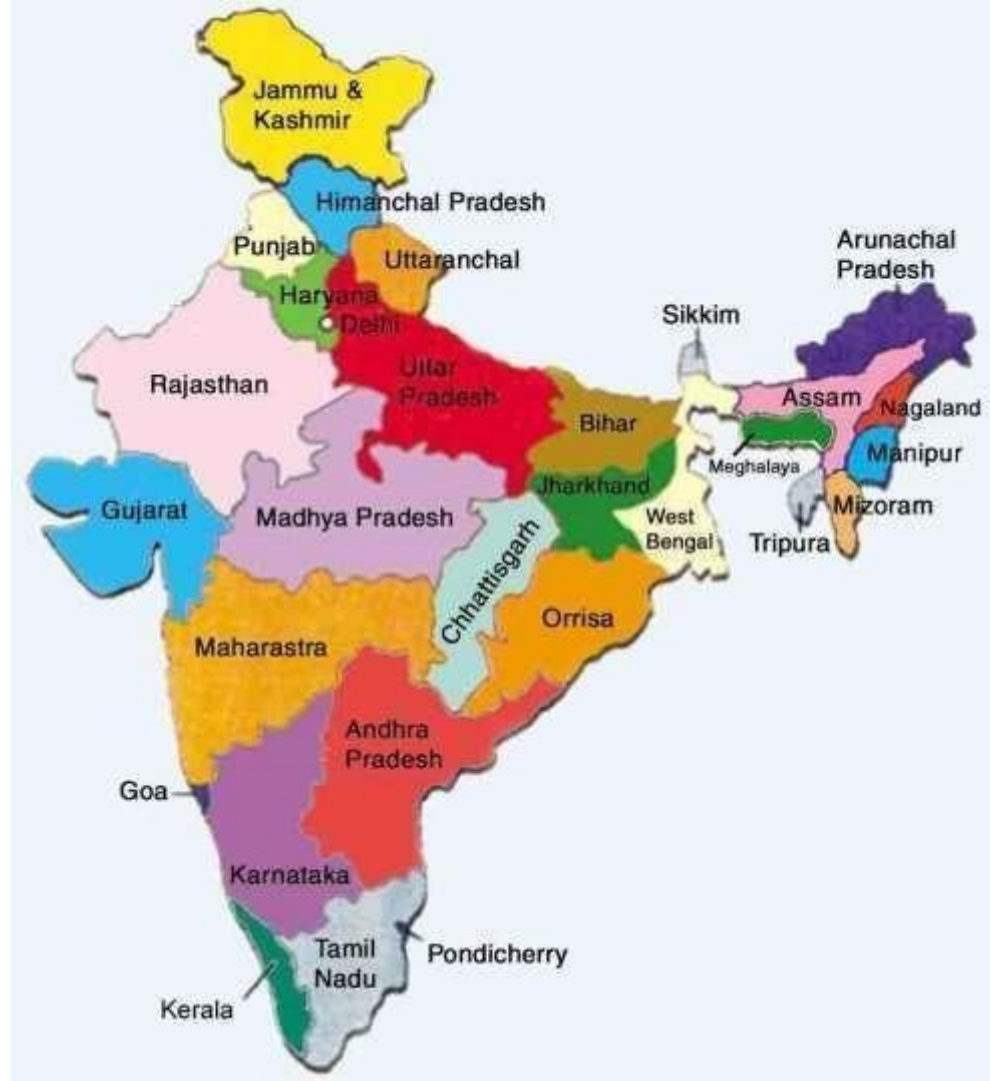 Jammu &
Kashmir
Himanchal Pradesh
Punjab
Uttaranchal
Arunachal
Pradesh
Haryana
Delhi
Sikkim
Rajasthan
Uttar
Pradesh
Assam
Nagaland
Bihar
Meghalaya
Manipur
Jharkhand
Gujarat
Madhya Pradesh
West
Bengal
Mizoram
Tripura
Chhattisgarh
Orrisa
Maharastra
Andhra
Pradesh
Goa
Karnataka
Tamil
Nadu
Pondicherry
Kerala